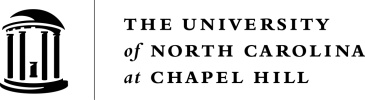 THE UNIVERSITY
of NORTH CAROLINA
at CHAPEL HILL